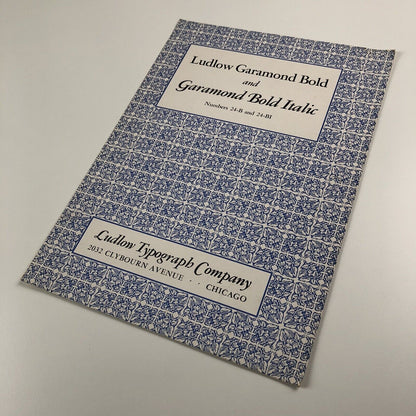 Ludlow Garamond Bold
and
Garamond Bold Italic
Numbers 24-B and 24-BI
Ludlow Typograph Company
2032 CLYBOURN AVENUE · · CHICAGO